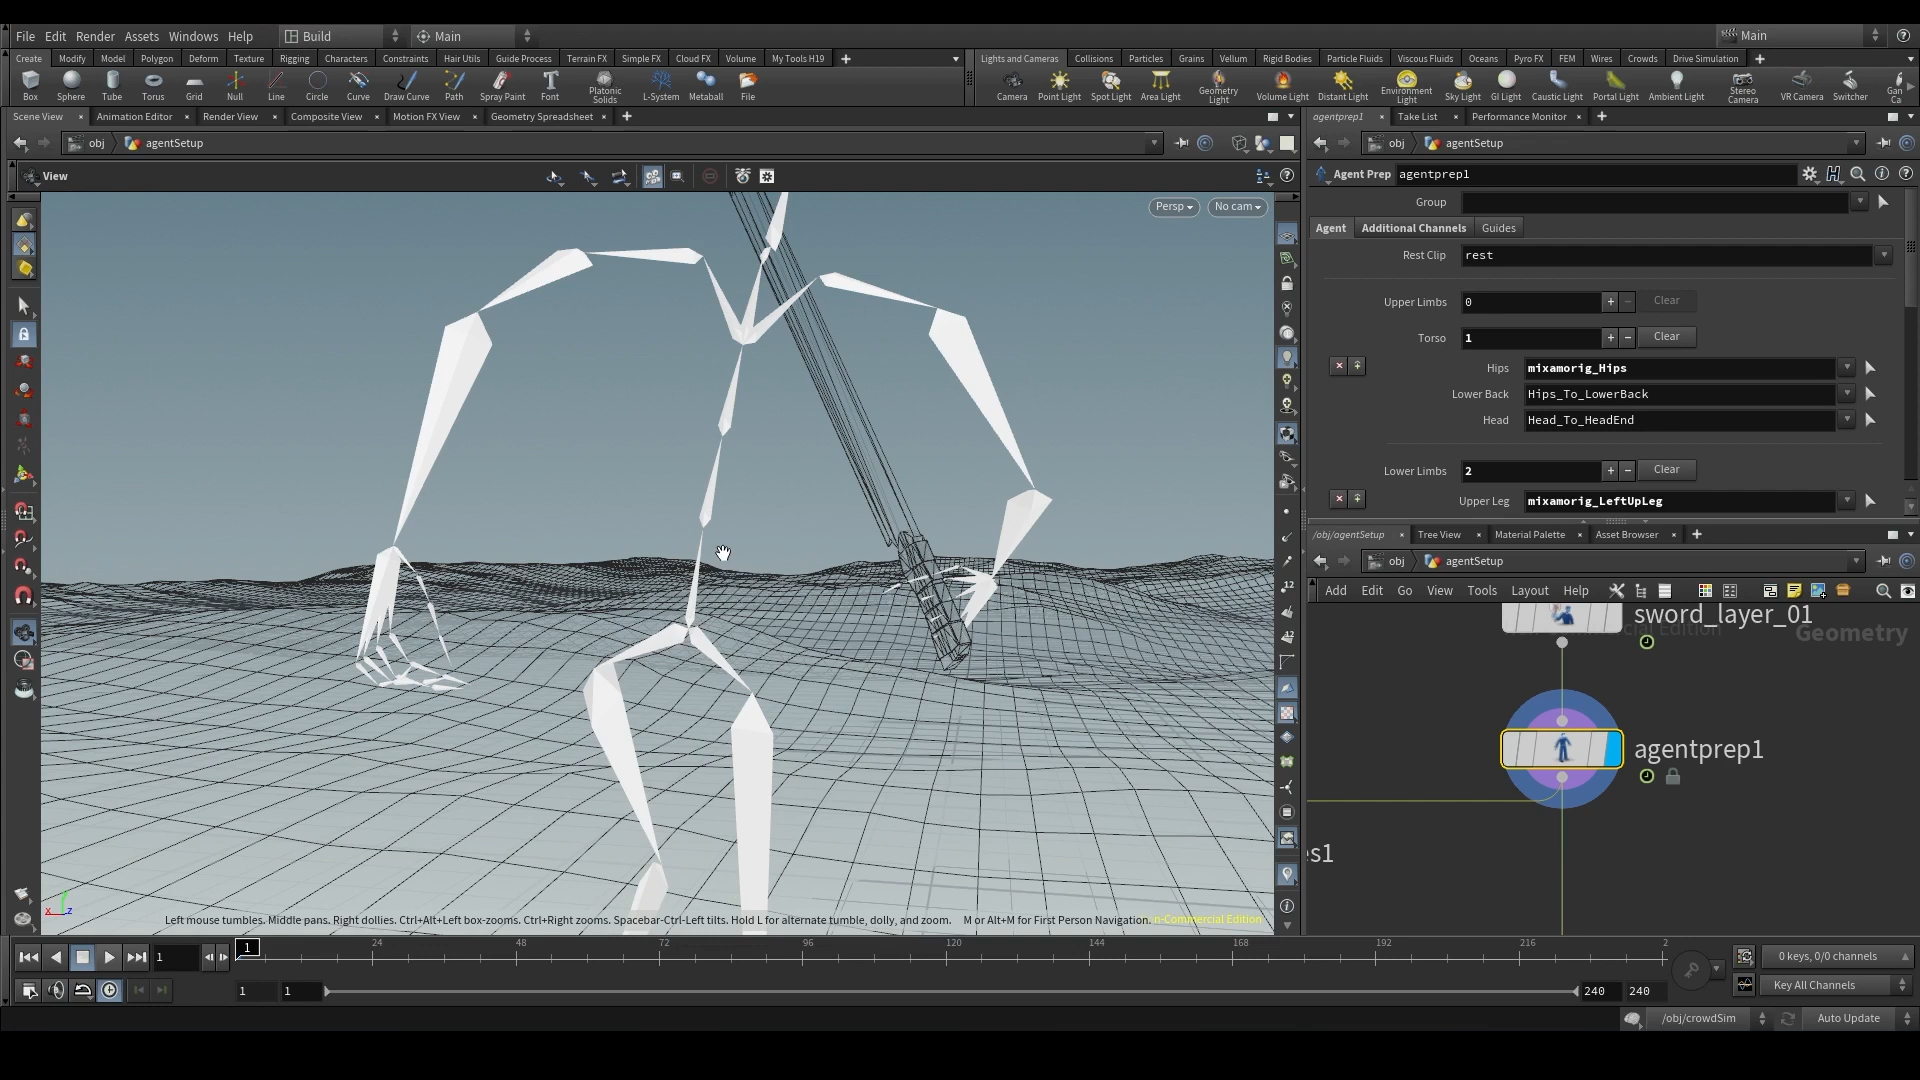 File Edit Render Assets Windows Help Build Main Main
Create Modify Model Polygon Deform Texture Rigging Characters Constraints Hair Utils Guide Process Terrain FX Simple FX Cloud FX Volume My Tools H19
Lights and Cameras Collisions Particles Grains Vellum Rigid Bodies Particle Fluids Viscous Fluids Oceans Pyro FX FEM Wires Crowds Drive Simulation
Box Sphere Tube Torus Grid Null Line Circle Curve Draw Curve Path Spray Paint Font Platonic Solids L-System Metaball File
Camera Point Light Spot Light Area Light Geometry Light Volume Light Distant Light Environment Light Sky Light GI Light Caustic Light Portal Light Ambient Light Stereo Camera VR Camera Switcher
Scene View Animation Editor Render View Composite View Motion FX View Geometry Spreadsheet
agentprep1 Take List Performance Monitor
obj agentSetup
obj agentSetup
View
Agent Prep agentprep1
Persp No cam
Group
Agent Additional Channels Guides
Rest Clip rest
Upper Limbs 0 Clear
Torso 1 Clear
Hips mixamorig_Hips
Lower Back Hips_To_LowerBack
Head Head_To_HeadEnd
Lower Limbs 2 Clear
Upper Leg mixamorig_LeftUpLeg
/obj/agentSetup Tree View Material Palette Asset Browser
obj agentSetup
Add Edit Go View Tools Layout Help
sword_layer_01
Geometry
agentprep1
es1
Left mouse tumbles. Middle pans. Right dollies. Ctrl+Alt+Left box-zooms. Ctrl+Right zooms. Spacebar-Ctrl-Left tilts. Hold L for alternate tumble, dolly, and zoom. M or Alt+M for First Person Navigation.
n-Commercial Edition
1 1 24 48 72 96 120 144 168 192 216 2
0 keys, 0/0 channels
1 1 240 240 Key All Channels
/obj/crowdSim Auto Update